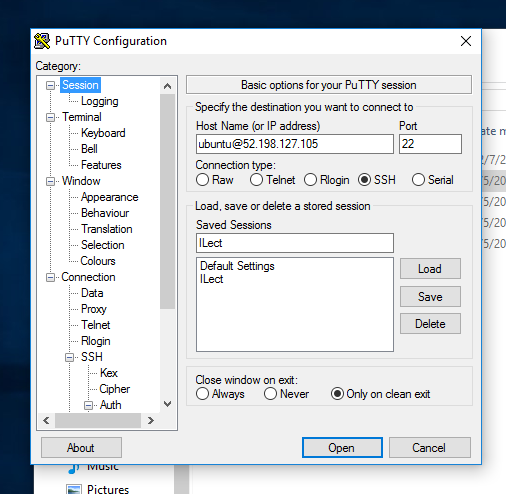 PuTTY Configuration
Category:
Session
Logging
Terminal
Keyboard
Bell
Features
Window
Appearance
Behaviour
Translation
Selection
Colours
Connection
Data
Proxy
Telnet
Rlogin
SSH
Kex
Cipher
Auth
Basic options for your PuTTY session
Specify the destination you want to connect to
Host Name (or IP address) Port
ubuntu@52.198.127.105 22
Connection type:
Raw Telnet Rlogin SSH Serial
Load, save or delete a stored session
Saved Sessions
ILect
Default Settings
ILect
Load
Save
Delete
Close window on exit:
Always Never Only on clean exit
About Open Cancel
ate m
2/7/2
5/20
/5/20
/5/20
Music
Pictures